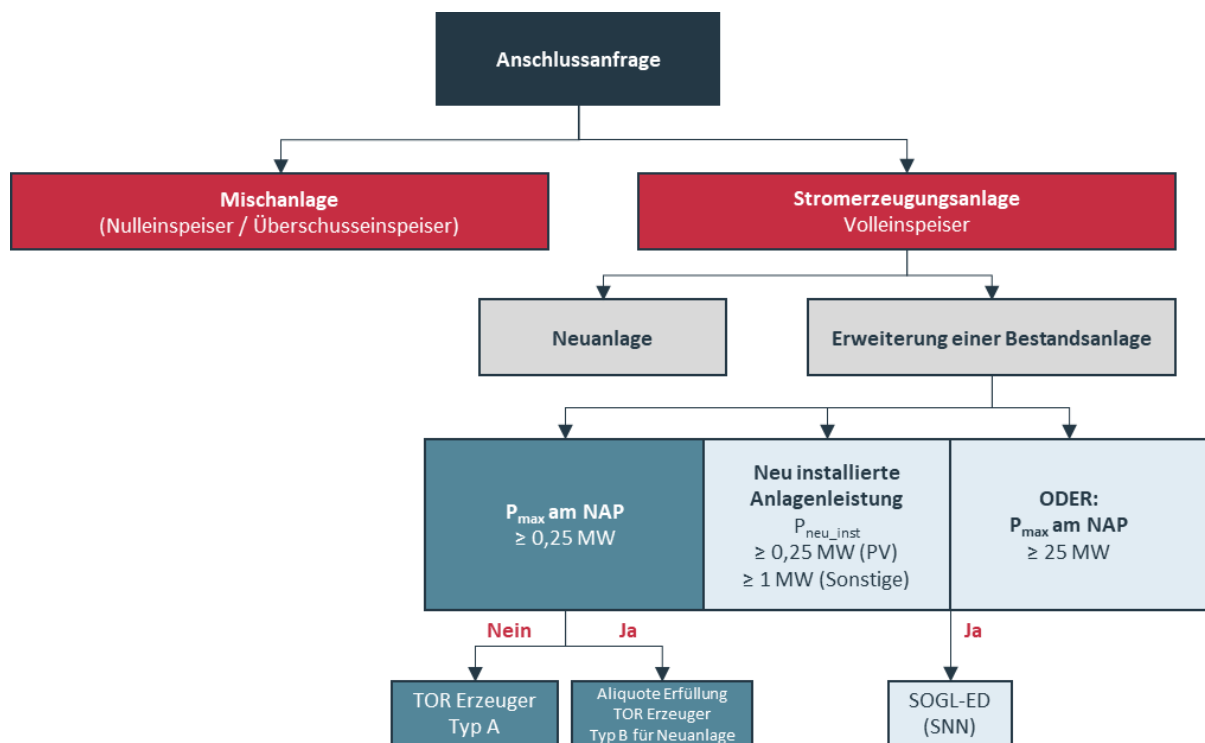 Anschlussanfrage
Mischanlage
(Nulleinspeiser / Überschusseinspeiser)
Stromerzeugungsanlage
Volleinspeiser
Neuanlage
Erweiterung einer Bestandsanlage
Pmax am NAP
≥ 0,25 MW
Neu installierte
Anlagenleistung
Pneu_inst
≥ 0,25 MW (PV)
≥ 1 MW (Sonstige)
ODER:
Pmax am NAP
≥ 25 MW
Nein
Ja
Ja
TOR Erzeuger
Typ A
Aliquote Erfüllung
TOR Erzeuger
Typ B für Neuanlage
SOGL-ED
(SNN)